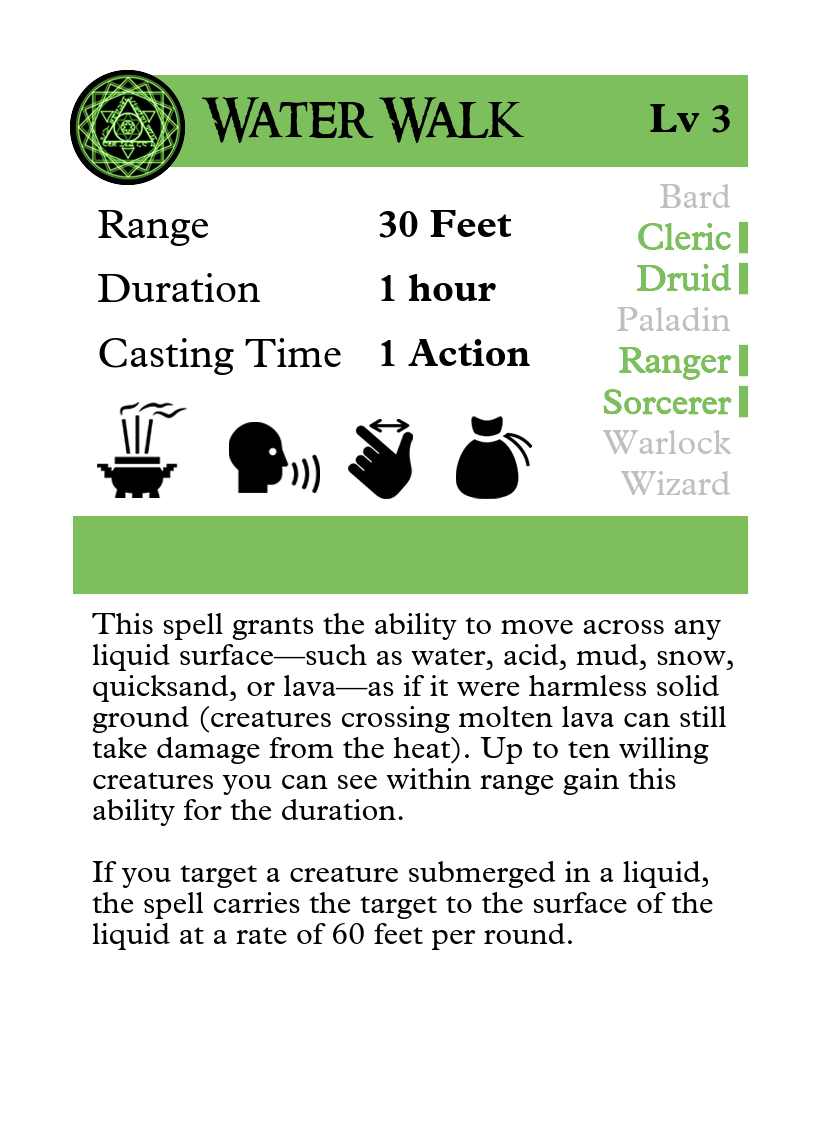 WATER WALK
Lv 3
Range 30 Feet
Duration 1 hour
Casting Time 1 Action
Bard
Cleric
Druid
Paladin
Ranger
Sorcerer
Warlock
Wizard
This spell grants the ability to move across any
liquid surface—such as water, acid, mud, snow,
quicksand, or lava—as if it were harmless solid
ground (creatures crossing molten lava can still
take damage from the heat). Up to ten willing
creatures you can see within range gain this
ability for the duration.
If you target a creature submerged in a liquid,
the spell carries the target to the surface of the
liquid at a rate of 60 feet per round.